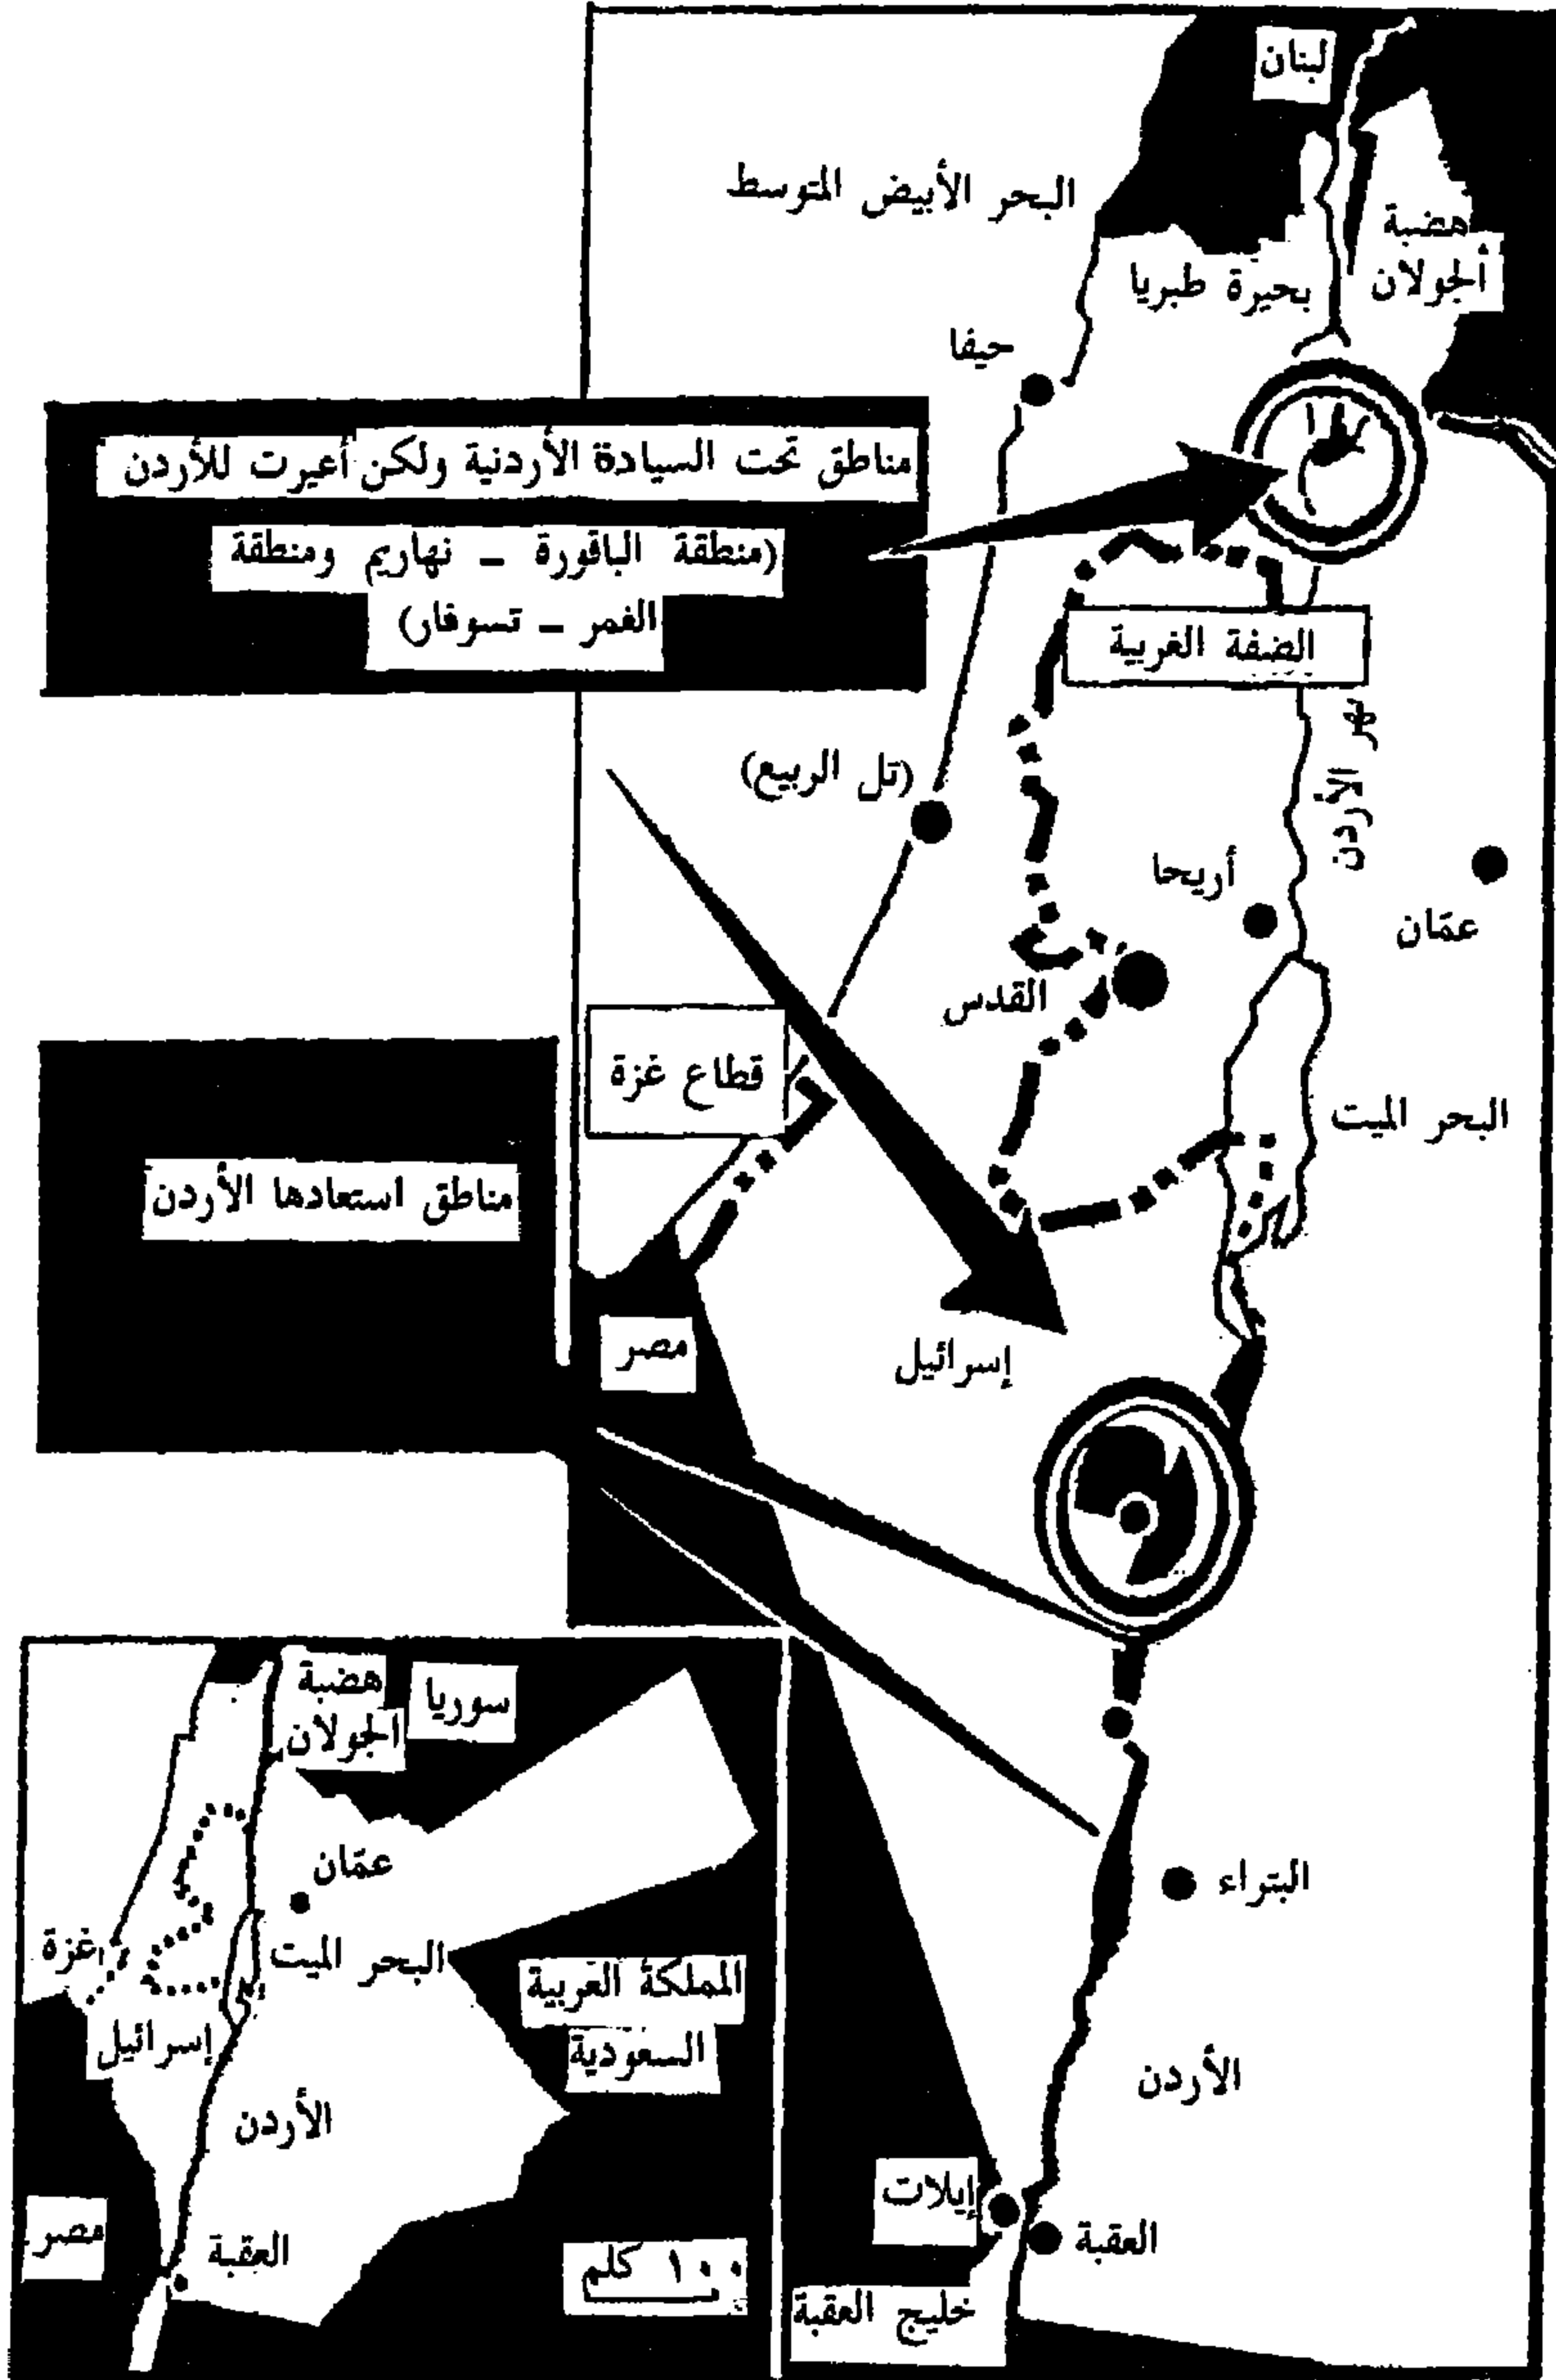 لبنان
البحر الأبيض المتوسط
هضبة
الجولان
بحيرة طبريا
حيفا
مناطق تحت السيادة الأردنية ولكن أعيرت للأردن
(منطقة الباقورة – نهاريم ومنطقة
الغمر – تسوفار)
الضفة الغربية
نهر الأردن
(تل الربيع)
أريحا
عمّان
القدس
قطاع غزة
البحر الميت
مناطق استعادها الأردن
مصر
إسرائيل
البتراء
الأردن
إيلات
العقبة
خليج العقبة
هضبة
الجولان
سوريا
عمّان
غزة
البحر الميت
المملكة العربية
السعودية
إسرائيل
الأردن
مصر
العقبة
١٠٠ كلم